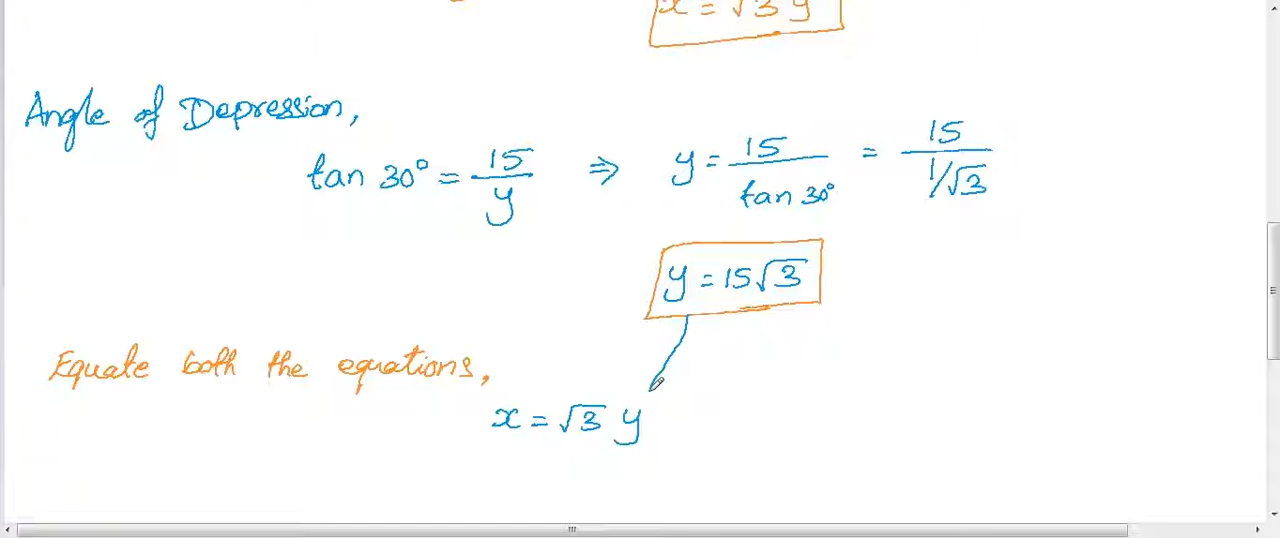 x = √3 y
Angle of Depression,
tan 30° = 15/y ⇒ y = 15/tan 30° = 15/(1/√3)
y = 15√3
Equate both the equations,
x = √3 y